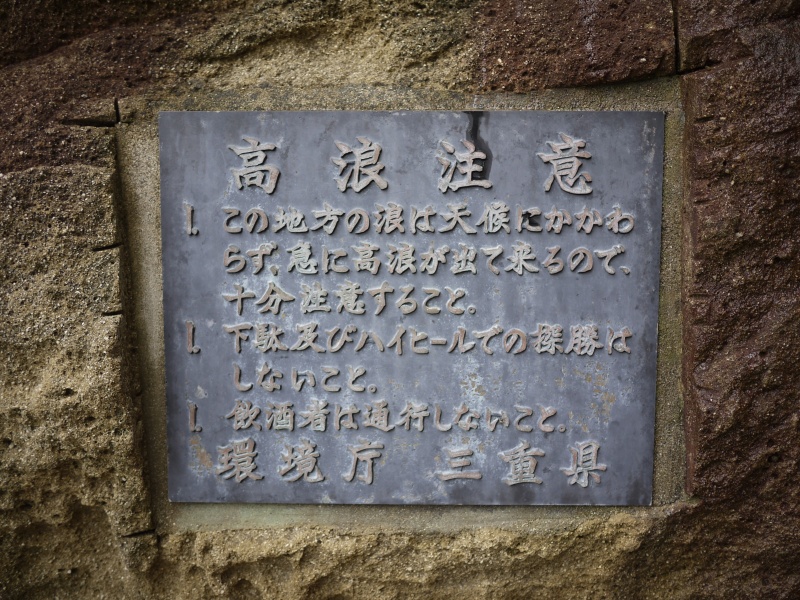 高浪注意
1. この地方の浪は天候にかかわ
らず、急に高浪が出て来るので、
十分注意すること。
1. 下駄及びハイヒールでの探勝は
しないこと。
1. 飲酒者は通行しないこと。
環境庁 三重県